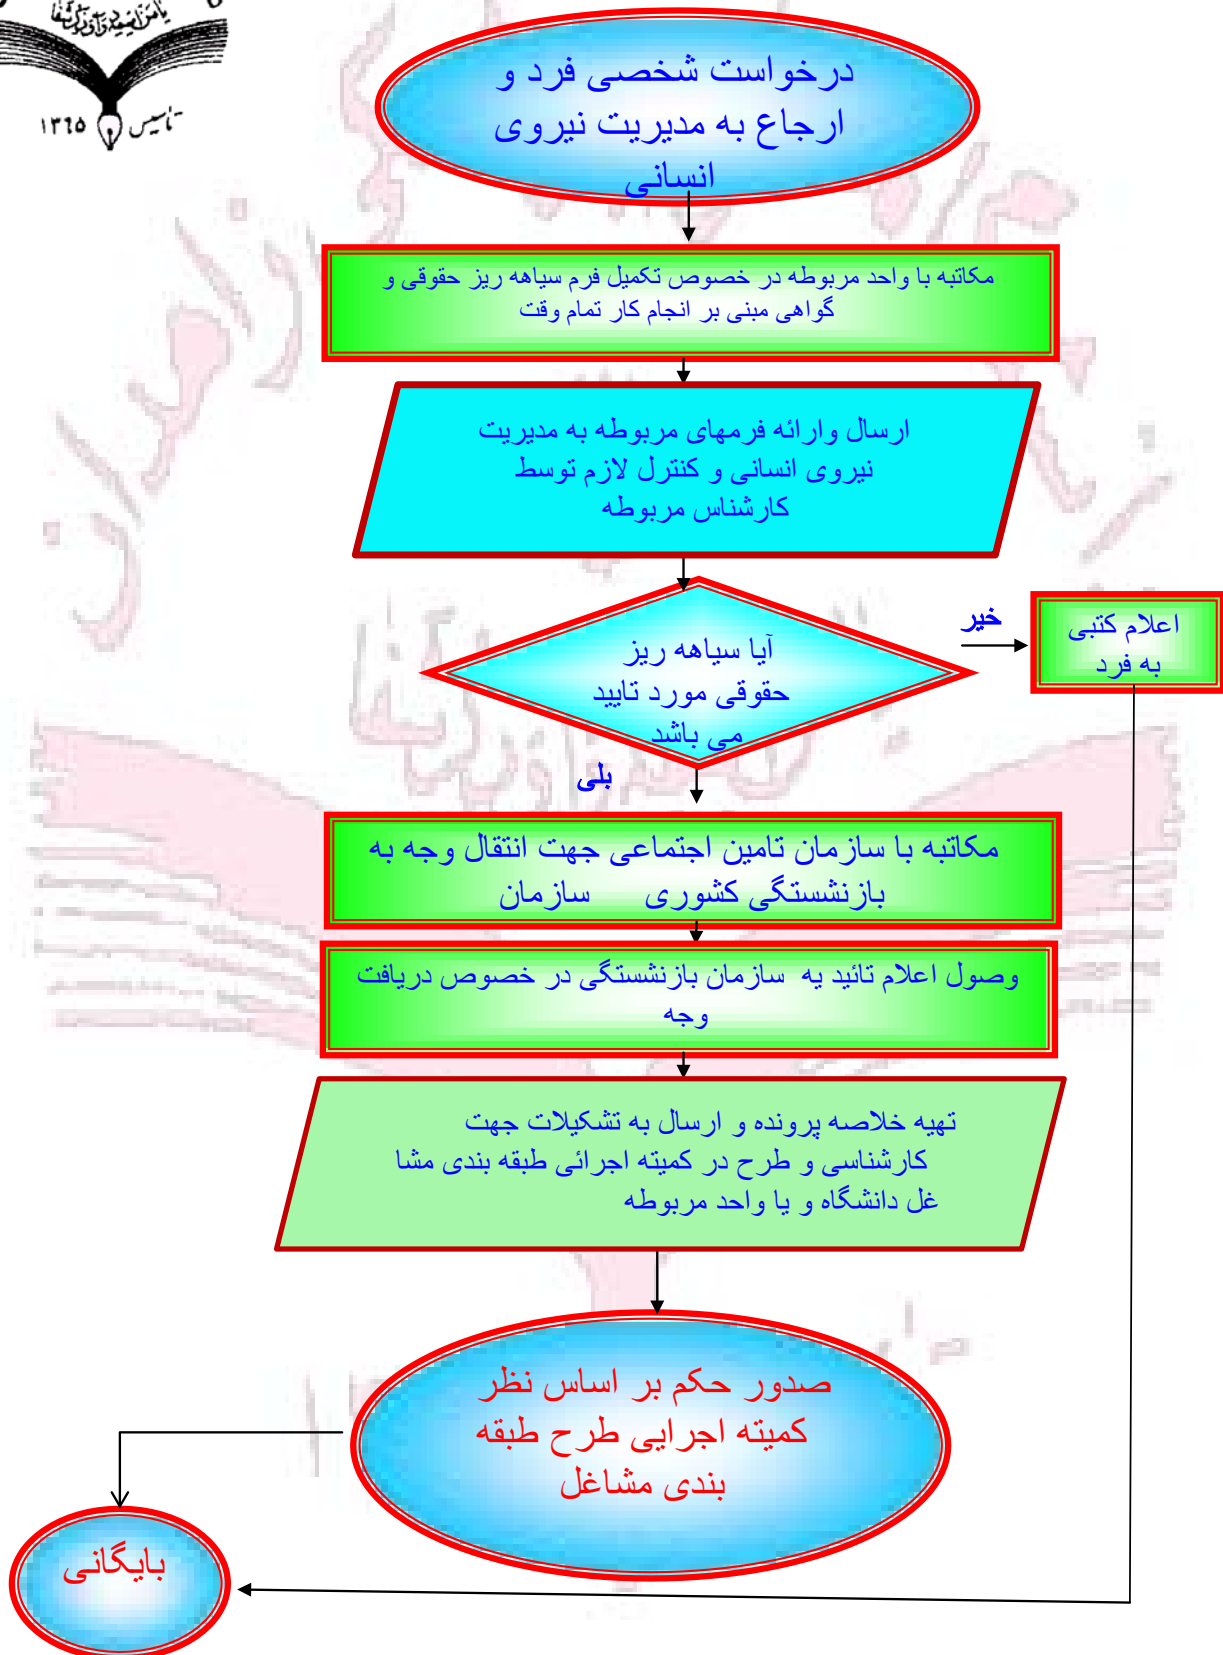 تاسیس ۱۳٦٥
درخواست شخصی فرد و
ارجاع به مدیریت نیروی
انسانی
مکاتبه با واحد مربوطه در خصوص تکمیل فرم سیاهه ریز حقوقی و
گواهی مبنی بر انجام کار تمام وقت
ارسال وارائه فرمهای مربوطه به مدیریت
نیروی انسانی و کنترل لازم توسط
کارشناس مربوطه
آیا سیاهه ریز
حقوقی مورد تایید
می باشد
خیر
اعلام کتبی
به فرد
بلی
مکاتبه با سازمان تامین اجتماعی جهت انتقال وجه به
بازنشستگی کشوری سازمان
وصول اعلام تائید یه سازمان بازنشستگی در خصوص دریافت
وجه
تهیه خلاصه پرونده و ارسال به تشکیلات جهت
کارشناسی و طرح در کمیته اجرائی طبقه بندی مشا
غل دانشگاه و یا واحد مربوطه
صدور حکم بر اساس نظر
کمیته اجرایی طرح طبقه
بندی مشاغل
بایگانی